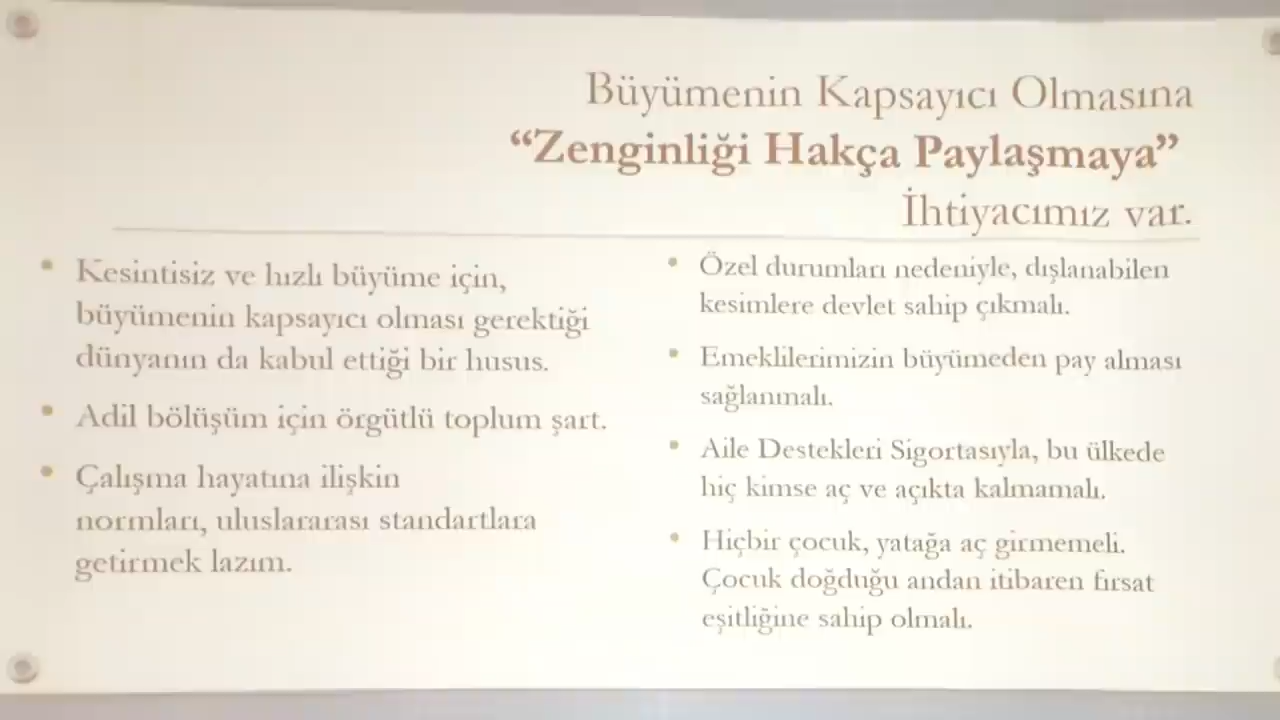 Büyümenin Kapsayıcı Olmasına
“Zenginliği Hakça Paylaşmaya”
İhtiyacımız var.
• Kesintisiz ve hızlı büyüme için,
büyümenin kapsayıcı olması gerektiği
dünyanın da kabul ettiği bir husus.
• Adil bölüşüm için örgütlü toplum şart.
• Çalışma hayatına ilişkin
normları, uluslararası standartlara
getirmek lazım.
• Özel durumları nedeniyle, dışlanabilen
kesimlere devlet sahip çıkmalı.
• Emeklilerimizin büyümeden pay alması
sağlanmalı.
• Aile Destekleri Sigortasıyla, bu ülkede
hiç kimse aç ve açıkta kalmamalı.
• Hiçbir çocuk, yatağa aç girmemeli.
Çocuk doğduğu andan itibaren fırsat
eşitliğine sahip olmalı.